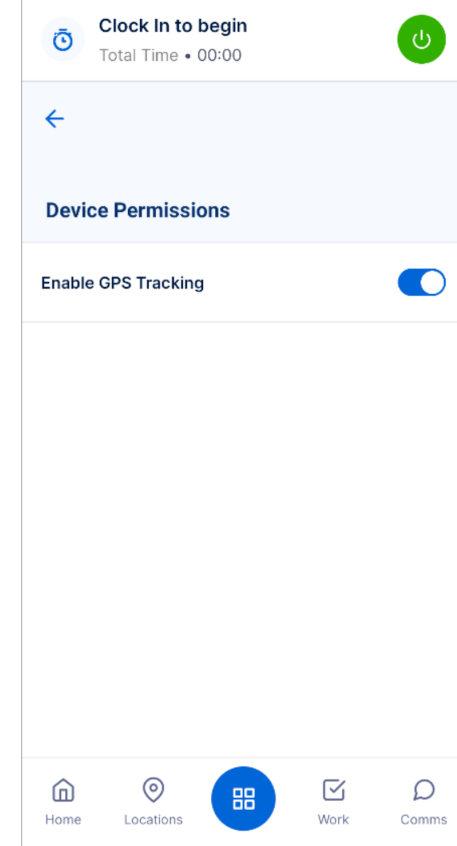 Clock In to begin
Total Time • 00:00
Device Permissions
Enable GPS Tracking
Home
Locations
Work
Comms